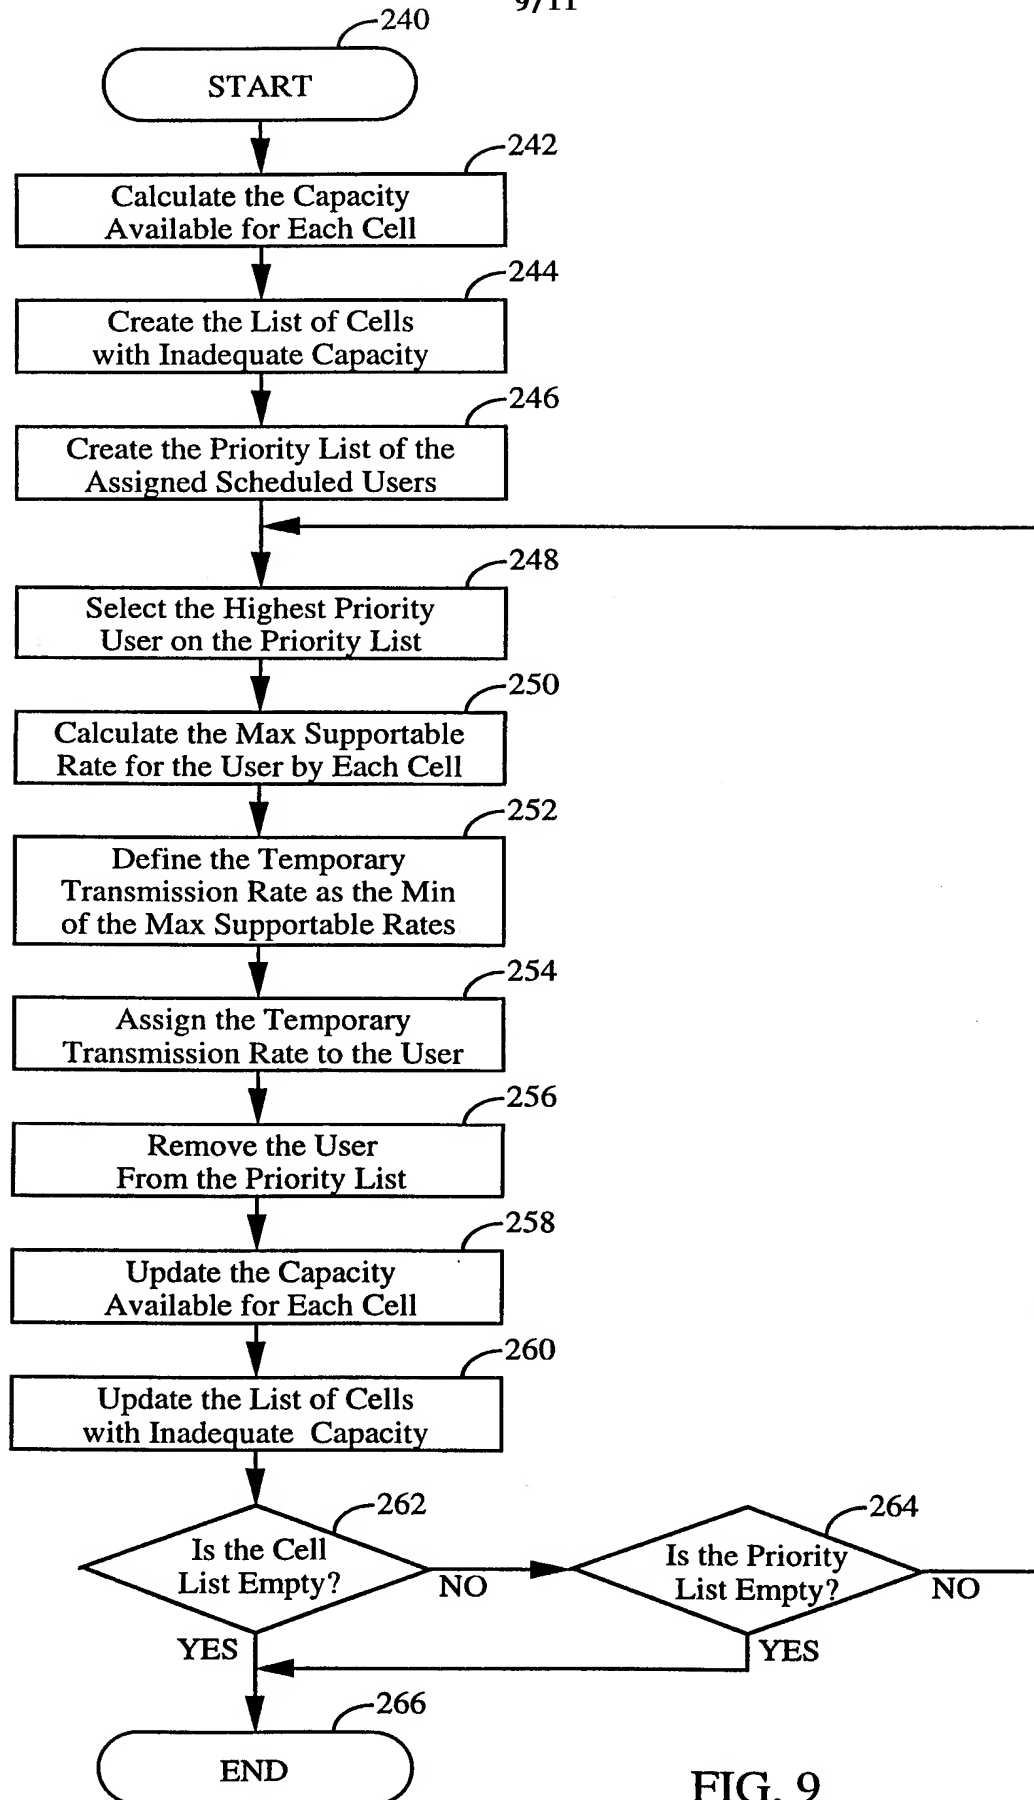 9/11
240
START
242
Calculate the Capacity
Available for Each Cell
244
Create the List of Cells
with Inadequate Capacity
246
Create the Priority List of the
Assigned Scheduled Users
248
Select the Highest Priority
User on the Priority List
250
Calculate the Max Supportable
Rate for the User by Each Cell
252
Define the Temporary
Transmission Rate as the Min
of the Max Supportable Rates
254
Assign the Temporary
Transmission Rate to the User
256
Remove the User
From the Priority List
258
Update the Capacity
Available for Each Cell
260
Update the List of Cells
with Inadequate Capacity
262
Is the Cell
List Empty?
NO
YES
264
Is the Priority
List Empty?
NO
YES
266
END
FIG. 9